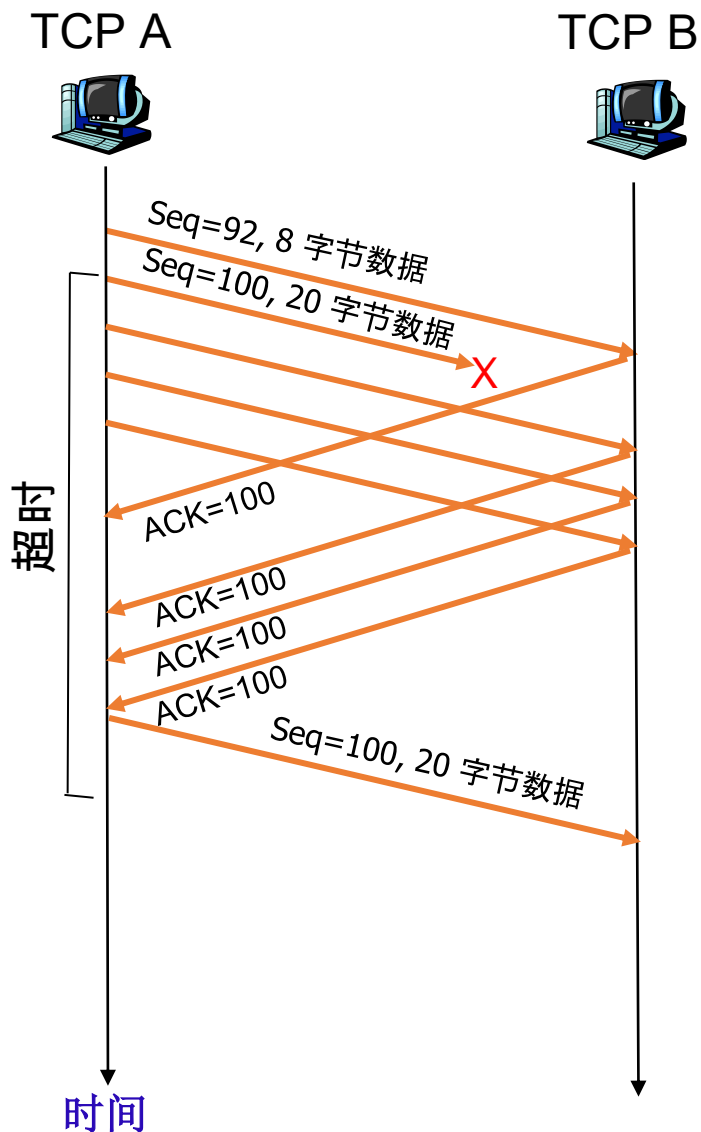 TCP A
TCP B
Seq=92, 8 字节数据
Seq=100, 20 字节数据
X
超时
ACK=100
ACK=100
ACK=100
ACK=100
Seq=100, 20 字节数据
时间